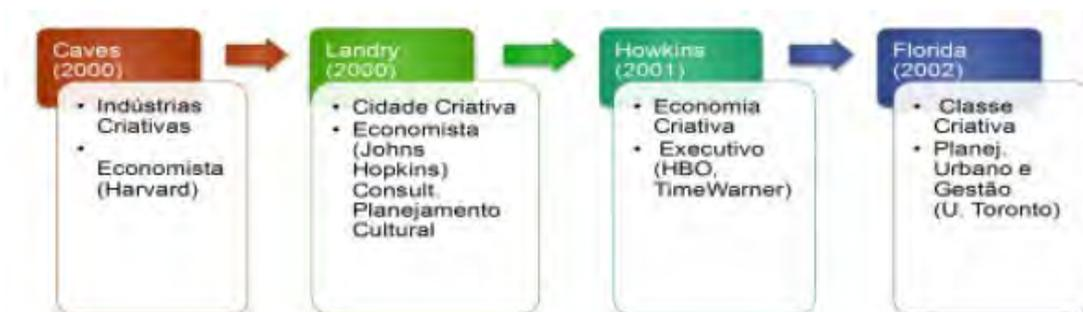 Caves
(2000)
• Indústrias
Criativas
•
Economista
(Harvard)
Landry
(2000)
• Cidade Criativa
• Economista
(Johns
Hopkins)
Consult.
Planejamento
Cultural
Howkins
(2001)
• Economia
Criativa
• Executivo
(HBO,
TimeWarner)
Florida
(2002)
• Classe
Criativa
• Planej.
Urbano e
Gestão
(U. Toronto)